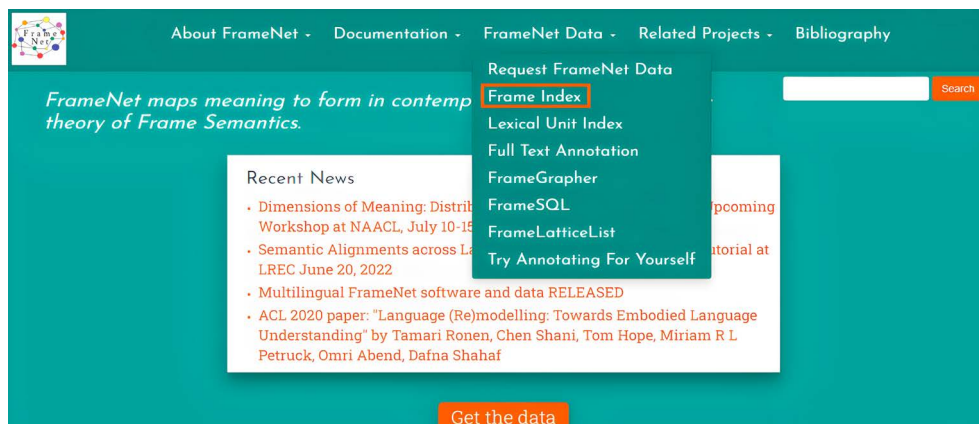 Frame
Net
About FrameNet
Documentation
FrameNet Data
Related Projects
Bibliography
Request FrameNet Data
Frame Index
Lexical Unit Index
Full Text Annotation
FrameGrapher
FrameSQL
FrameLatticeList
Try Annotating For Yourself
Search
FrameNet maps meaning to form in contemp
theory of Frame Semantics.
Recent News
Dimensions of Meaning: Distrib Upcoming
Workshop at NAACL, July 10-15
Semantic Alignments across La utorial at
LREC June 20, 2022
Multilingual FrameNet software and data RELEASED
ACL 2020 paper: "Language (Re)modelling: Towards Embodied Language
Understanding" by Tamari Ronen, Chen Shani, Tom Hope, Miriam R L
Petruck, Omri Abend, Dafna Shahaf
Get the data